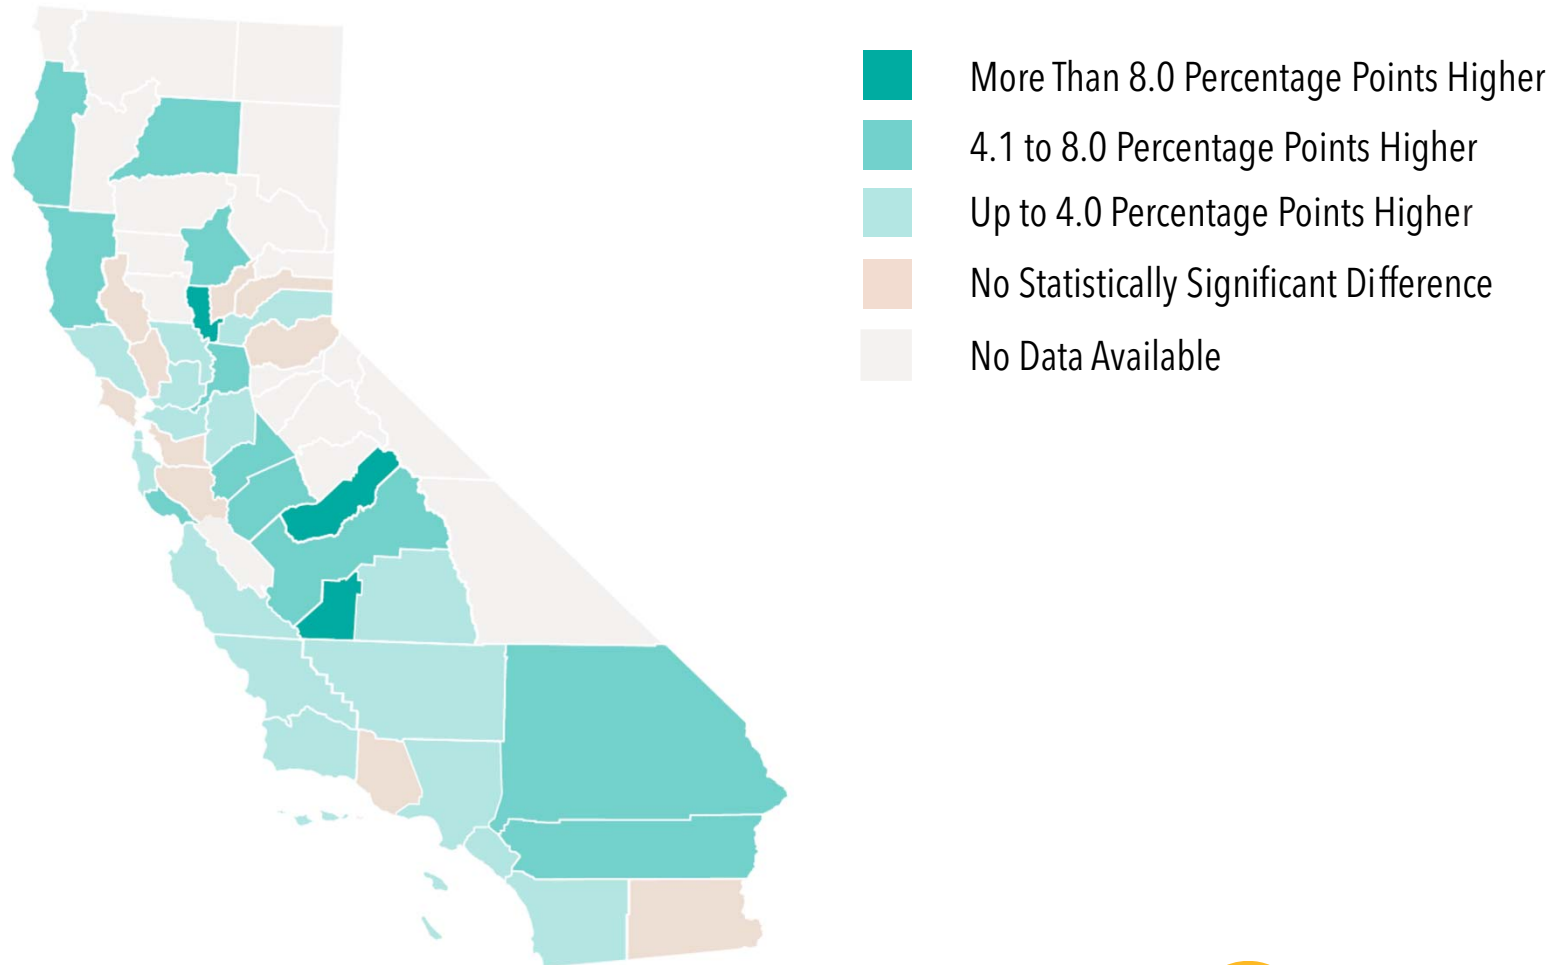 More Than 8.0 Percentage Points Higher
4.1 to 8.0 Percentage Points Higher
Up to 4.0 Percentage Points Higher
No Statistically Significant Difference
No Data Available